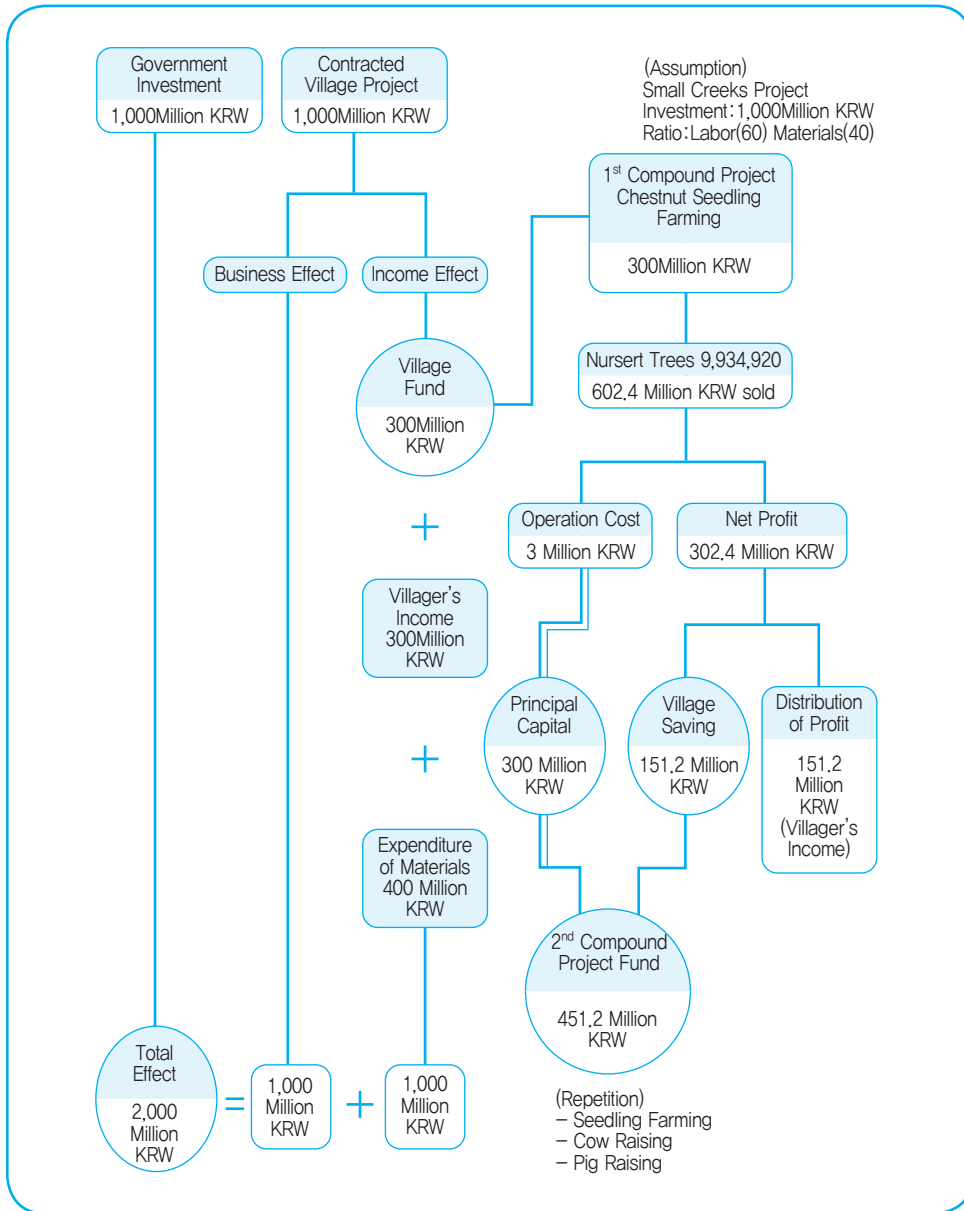 Government
Investment
1,000Million KRW
Contracted
Village Project
1,000Million KRW
(Assumption)
Small Creeks Project
Investment:1,000Million KRW
Ratio:Labor(60) Materials(40)
1st Compound Project
Chestnut Seedling
Farming
300Million KRW
Business Effect
Income Effect
Village
Fund
300Million
KRW
Nursert Trees 9,934,920
602.4 Million KRW sold
+
Operation Cost
3 Million KRW
Net Profit
302.4 Million KRW
Villager's
Income
300Million
KRW
+
Principal
Capital
300 Million
KRW
Village
Saving
151.2 Million
KRW
Distribution
of Profit
151.2
Million
KRW
(Villager's
Income)
Expenditure
of Materials
400 Million
KRW
2nd Compound
Project Fund
451.2 Million
KRW
Total
Effect
2,000
Million
KRW
=
1,000
Million
KRW
+
1,000
Million
KRW
(Repetition)
– Seedling Farming
– Cow Raising
– Pig Raising